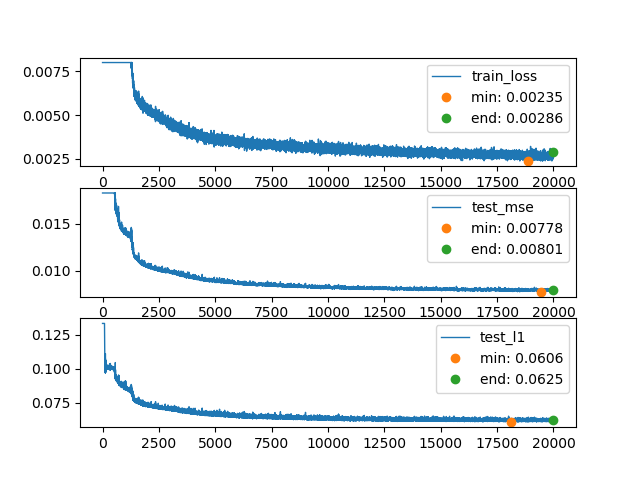 0.0075
0.0050
0.0025
train_loss
min: 0.00235
end: 0.00286
0 2500 5000 7500 10000 12500 15000 17500 20000
0.015
0.010
test_mse
min: 0.00778
end: 0.00801
0 2500 5000 7500 10000 12500 15000 17500 20000
0.125
0.100
0.075
test_l1
min: 0.0606
end: 0.0625
0 2500 5000 7500 10000 12500 15000 17500 20000